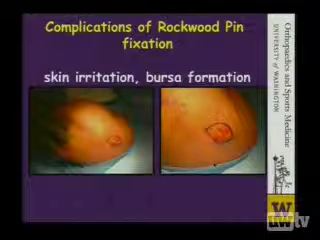 Complications of Rockwood Pin
fixation
skin irritation, bursa formation
Orthopaedics and Sports Medicine
UNIVERSITY of WASHINGTON
uwtv